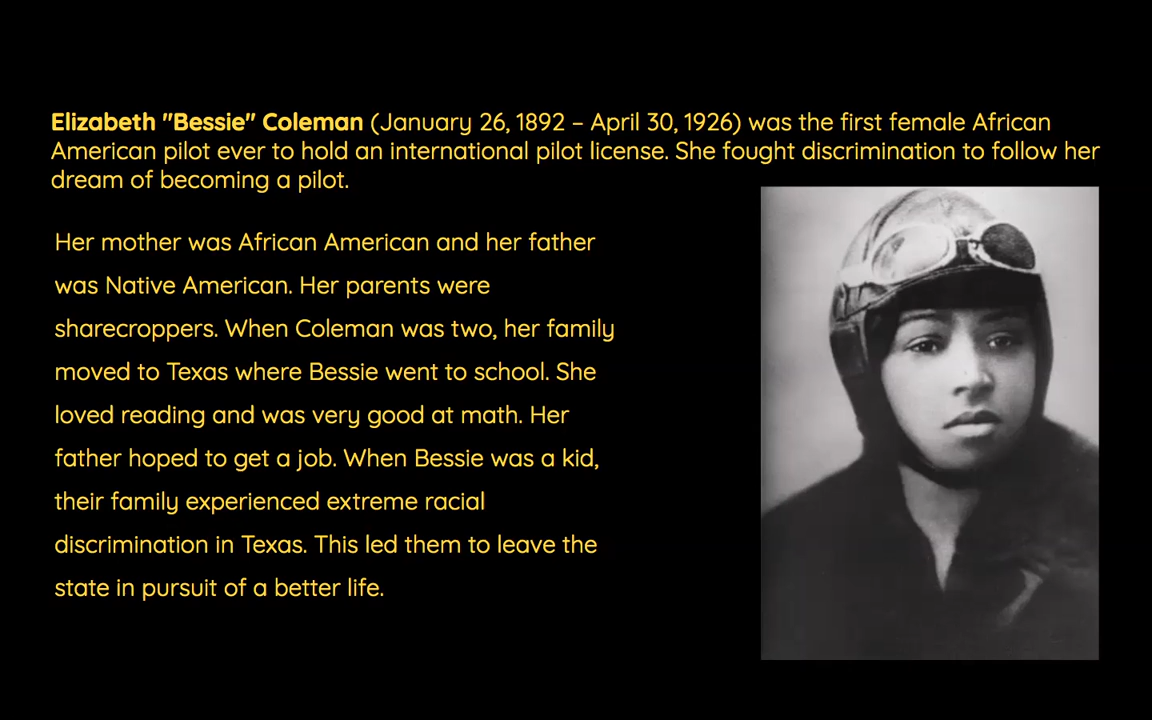 Elizabeth "Bessie" Coleman (January 26, 1892 – April 30, 1926) was the first female African
American pilot ever to hold an international pilot license. She fought discrimination to follow her
dream of becoming a pilot.
Her mother was African American and her father
was Native American. Her parents were
sharecroppers. When Coleman was two, her family
moved to Texas where Bessie went to school. She
loved reading and was very good at math. Her
father hoped to get a job. When Bessie was a kid,
their family experienced extreme racial
discrimination in Texas. This led them to leave the
state in pursuit of a better life.